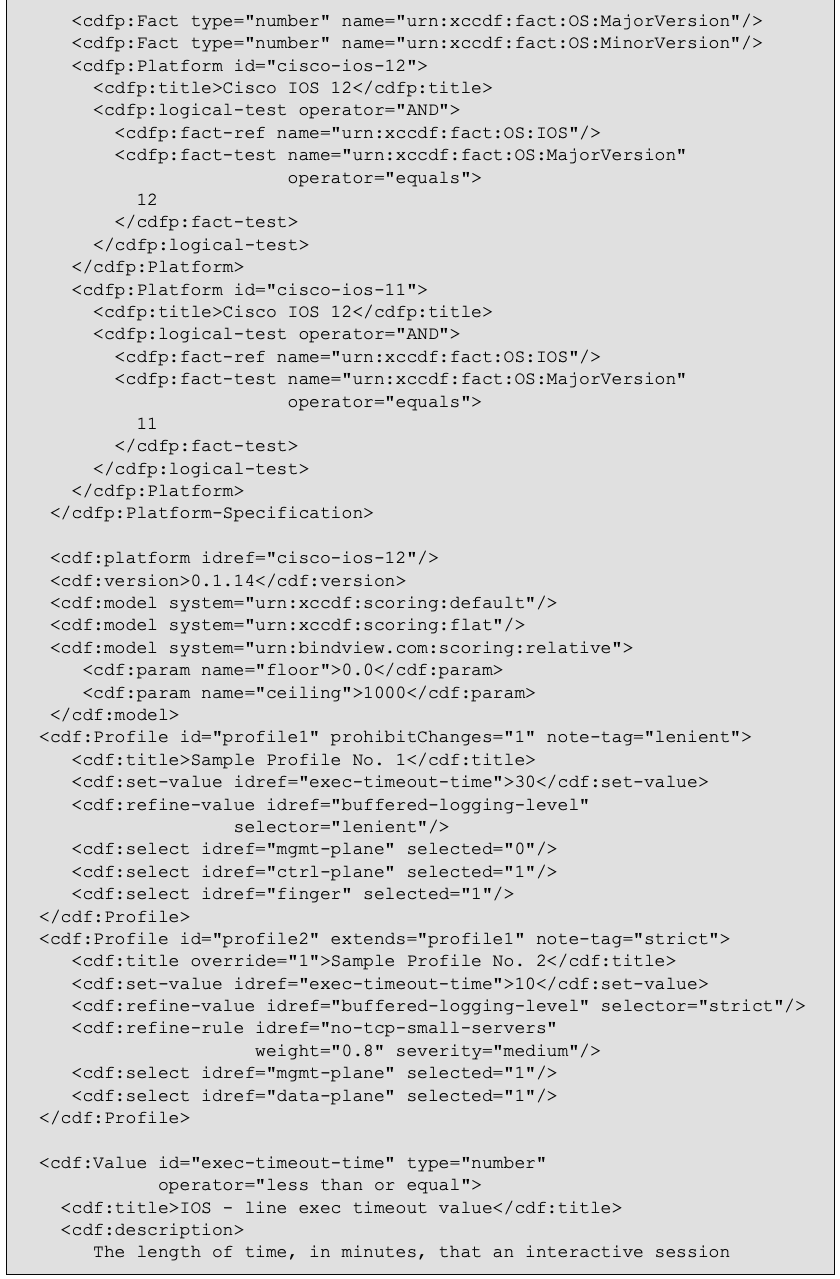 <cdfp:Fact type="number" name="urn:xccdf:fact:OS:MajorVersion"/>
<cdfp:Fact type="number" name="urn:xccdf:fact:OS:MinorVersion"/>
<cdfp:Platform id="cisco-ios-12">
<cdfp:title>Cisco IOS 12</cdfp:title>
<cdfp:logical-test operator="AND">
<cdfp:fact-ref name="urn:xccdf:fact:OS:IOS"/>
<cdfp:fact-test name="urn:xccdf:fact:OS:MajorVersion"
operator="equals">
12
</cdfp:fact-test>
</cdfp:logical-test>
</cdfp:Platform>
<cdfp:Platform id="cisco-ios-11">
<cdfp:title>Cisco IOS 12</cdfp:title>
<cdfp:logical-test operator="AND">
<cdfp:fact-ref name="urn:xccdf:fact:OS:IOS"/>
<cdfp:fact-test name="urn:xccdf:fact:OS:MajorVersion"
operator="equals">
11
</cdfp:fact-test>
</cdfp:logical-test>
</cdfp:Platform>
</cdfp:Platform-Specification>
<cdf:platform idref="cisco-ios-12"/>
<cdf:version>0.1.14</cdf:version>
<cdf:model system="urn:xccdf:scoring:default"/>
<cdf:model system="urn:xccdf:scoring:flat"/>
<cdf:model system="urn:bindview.com:scoring:relative">
<cdf:param name="floor">0.0</cdf:param>
<cdf:param name="ceiling">1000</cdf:param>
</cdf:model>
<cdf:Profile id="profile1" prohibitChanges="1" note-tag="lenient">
<cdf:title>Sample Profile No. 1</cdf:title>
<cdf:set-value idref="exec-timeout-time">30</cdf:set-value>
<cdf:refine-value idref="buffered-logging-level"
selector="lenient"/>
<cdf:select idref="mgmt-plane" selected="0"/>
<cdf:select idref="ctrl-plane" selected="1"/>
<cdf:select idref="finger" selected="1"/>
</cdf:Profile>
<cdf:Profile id="profile2" extends="profile1" note-tag="strict">
<cdf:title override="1">Sample Profile No. 2</cdf:title>
<cdf:set-value idref="exec-timeout-time">10</cdf:set-value>
<cdf:refine-value idref="buffered-logging-level" selector="strict"/>
<cdf:refine-rule idref="no-tcp-small-servers"
weight="0.8" severity="medium"/>
<cdf:select idref="mgmt-plane" selected="1"/>
<cdf:select idref="data-plane" selected="1"/>
</cdf:Profile>
<cdf:Value id="exec-timeout-time" type="number"
operator="less than or equal">
<cdf:title>IOS - line exec timeout value</cdf:title>
<cdf:description>
The length of time, in minutes, that an interactive session